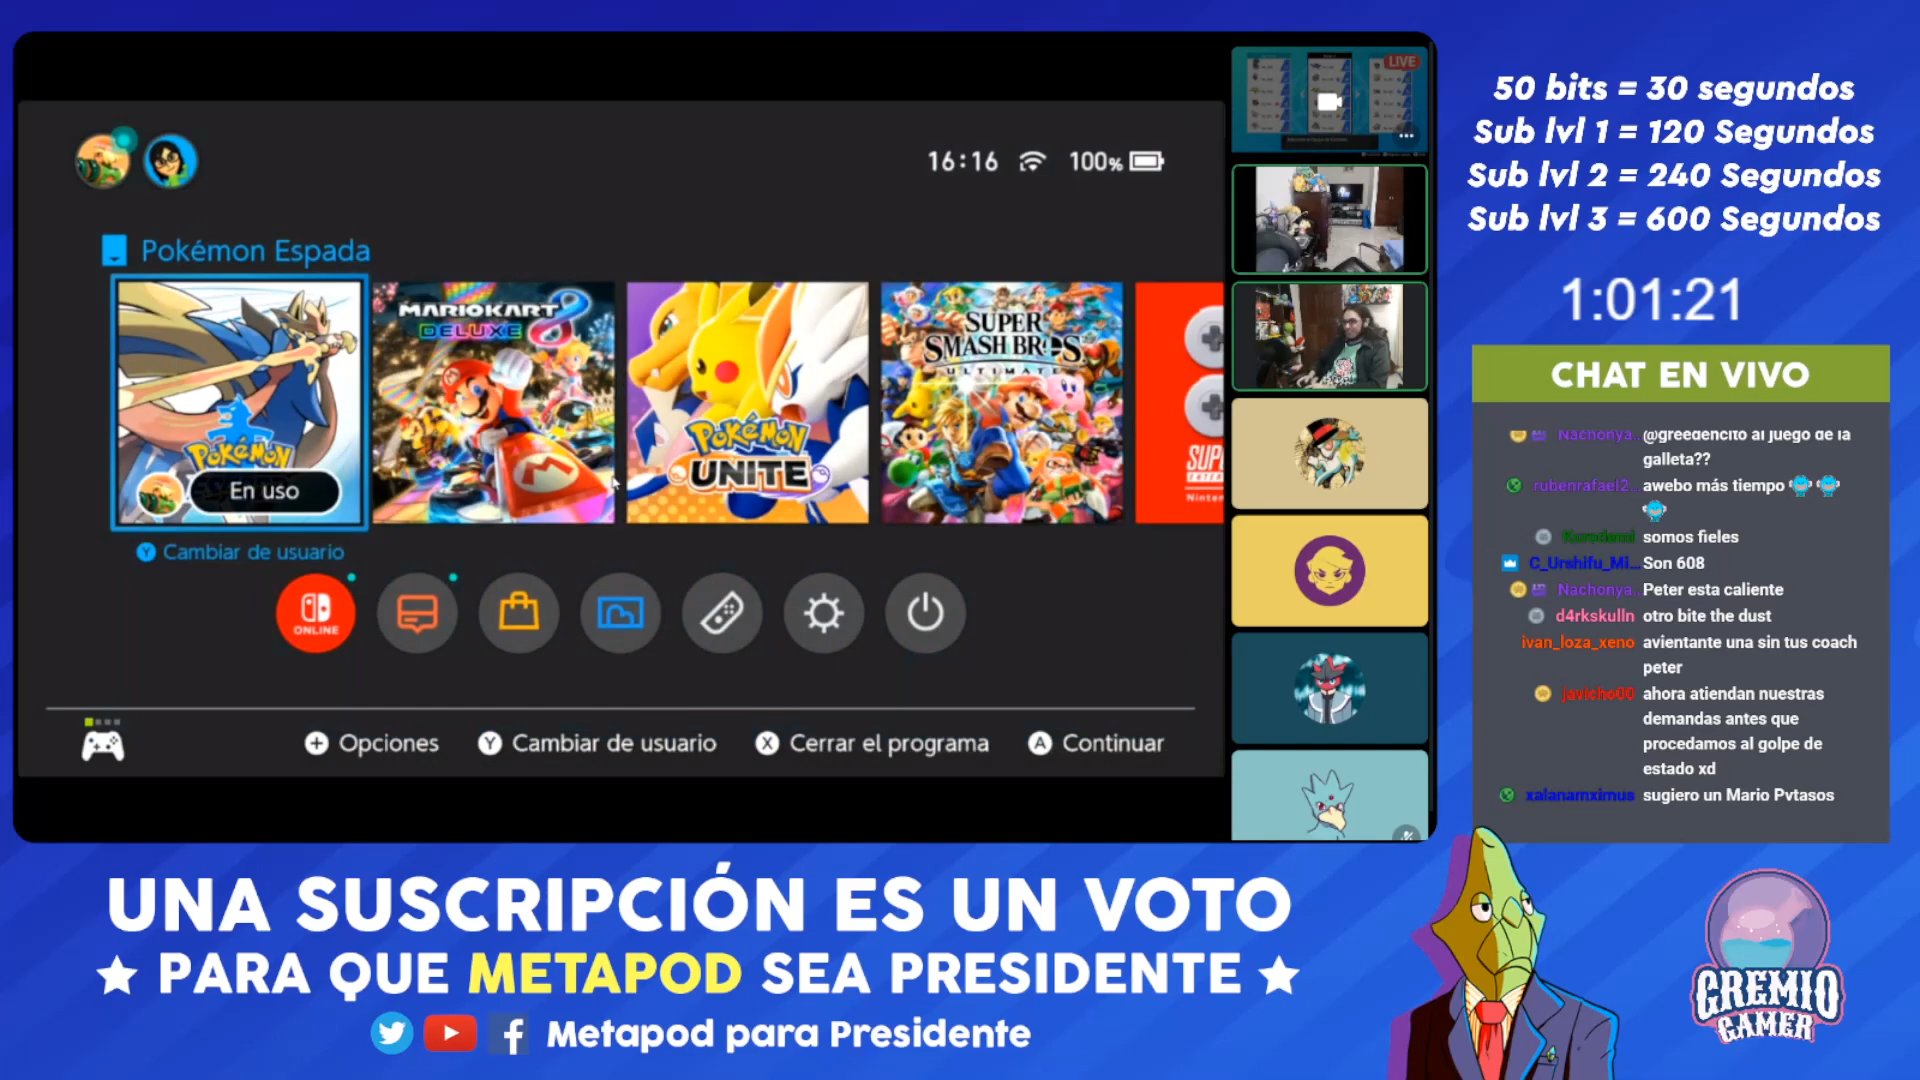 16:16
100%
Pokémon Espada
MARIOKART 8
DELUXE
POKÉMON
UNITE
SUPER
SMASH BROS.
ULTIMATE
POKÉMON
En uso
Cambiar de usuario
ONLINE
Opciones
Y Cambiar de usuario
X Cerrar el programa
A Continuar
LIVE
50 bits = 30 segundos
Sub lvl 1 = 120 Segundos
Sub lvl 2 = 240 Segundos
Sub lvl 3 = 600 Segundos
1:01:21
CHAT EN VIVO
Nachonya.. @greedencito al juego de la
galleta??
rubenrafael2.. awebo más tiempo
somos fieles
C_Urshifu_Mi... Son 608
Nachonya.. Peter esta caliente
d4rkskulln otro bite the dust
ivan_loza_xeno avientante una sin tus coach
peter
javicho00 ahora atiendan nuestras
demandas antes que
procedamos al golpe de
estado xd
xalanamximus sugiero un Mario Pvtasos
UNA SUSCRIPCIÓN ES UN VOTO
PARA QUE METAPOD SEA PRESIDENTE
Metapod para Presidente
GREMIO
GAMER